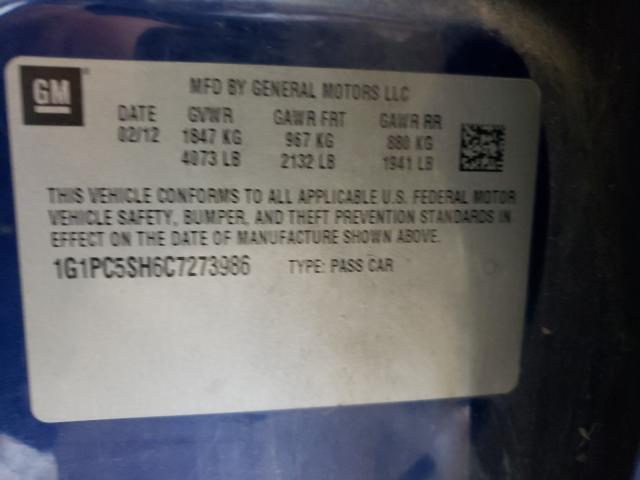 GM
MFD BY GENERAL MOTORS LLC
DATE GVWR GAWR FRT GAWR RR
02/12 1847 KG 967 KG 880 KG
4073 LB 2132 LB 1941 LB
THIS VEHICLE CONFORMS TO ALL APPLICABLE U.S. FEDERAL MOTOR
VEHICLE SAFETY, BUMPER, AND THEFT PREVENTION STANDARDS IN
EFFECT ON THE DATE OF MANUFACTURE SHOWN ABOVE.
1G1PC5SH6C7273986 TYPE: PASS CAR